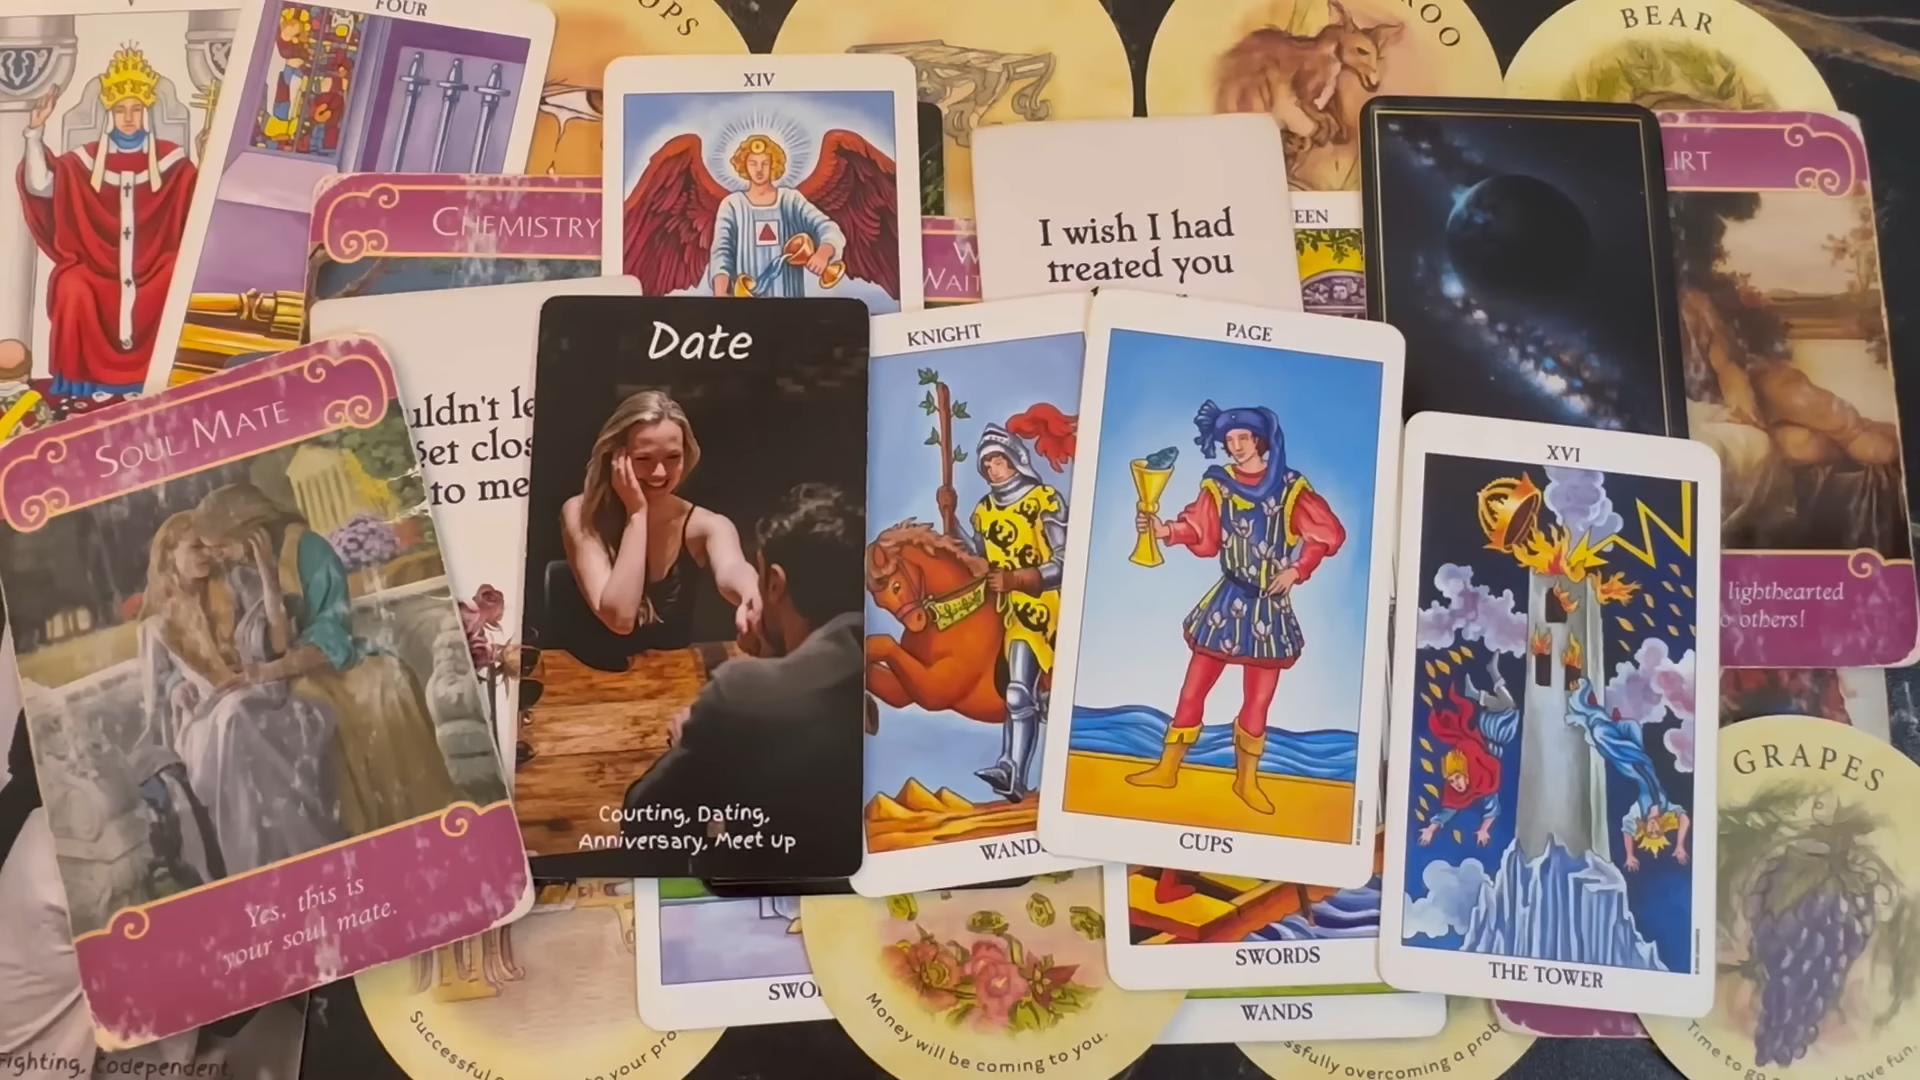 V
FOUR
OPS
ROO
BEAR
XIV
CHEMISTRY
WAIT
I wish I had
treated you
EEN
IRT
SOUL MATE
uldn't le
get clos
to me
Date
KNIGHT
PAGE
XVI
lighthearted
o others!
GRAPES
Courting, Dating,
Anniversary, Meet up
WANDS
CUPS
Yes, this is
your soul mate.
SWORDS
THE TOWER
SWO
WANDS
Successful
your pro
Money will be coming to you.
ssfully overcoming a prob
Time to go
have fun.
Fighting, Codependent,